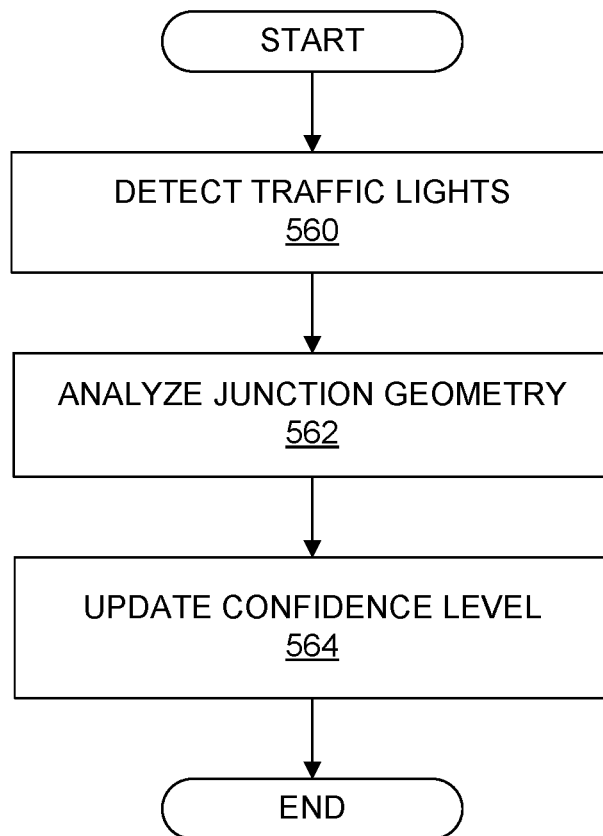 START
DETECT TRAFFIC LIGHTS
560
ANALYZE JUNCTION GEOMETRY
562
UPDATE CONFIDENCE LEVEL
564
END